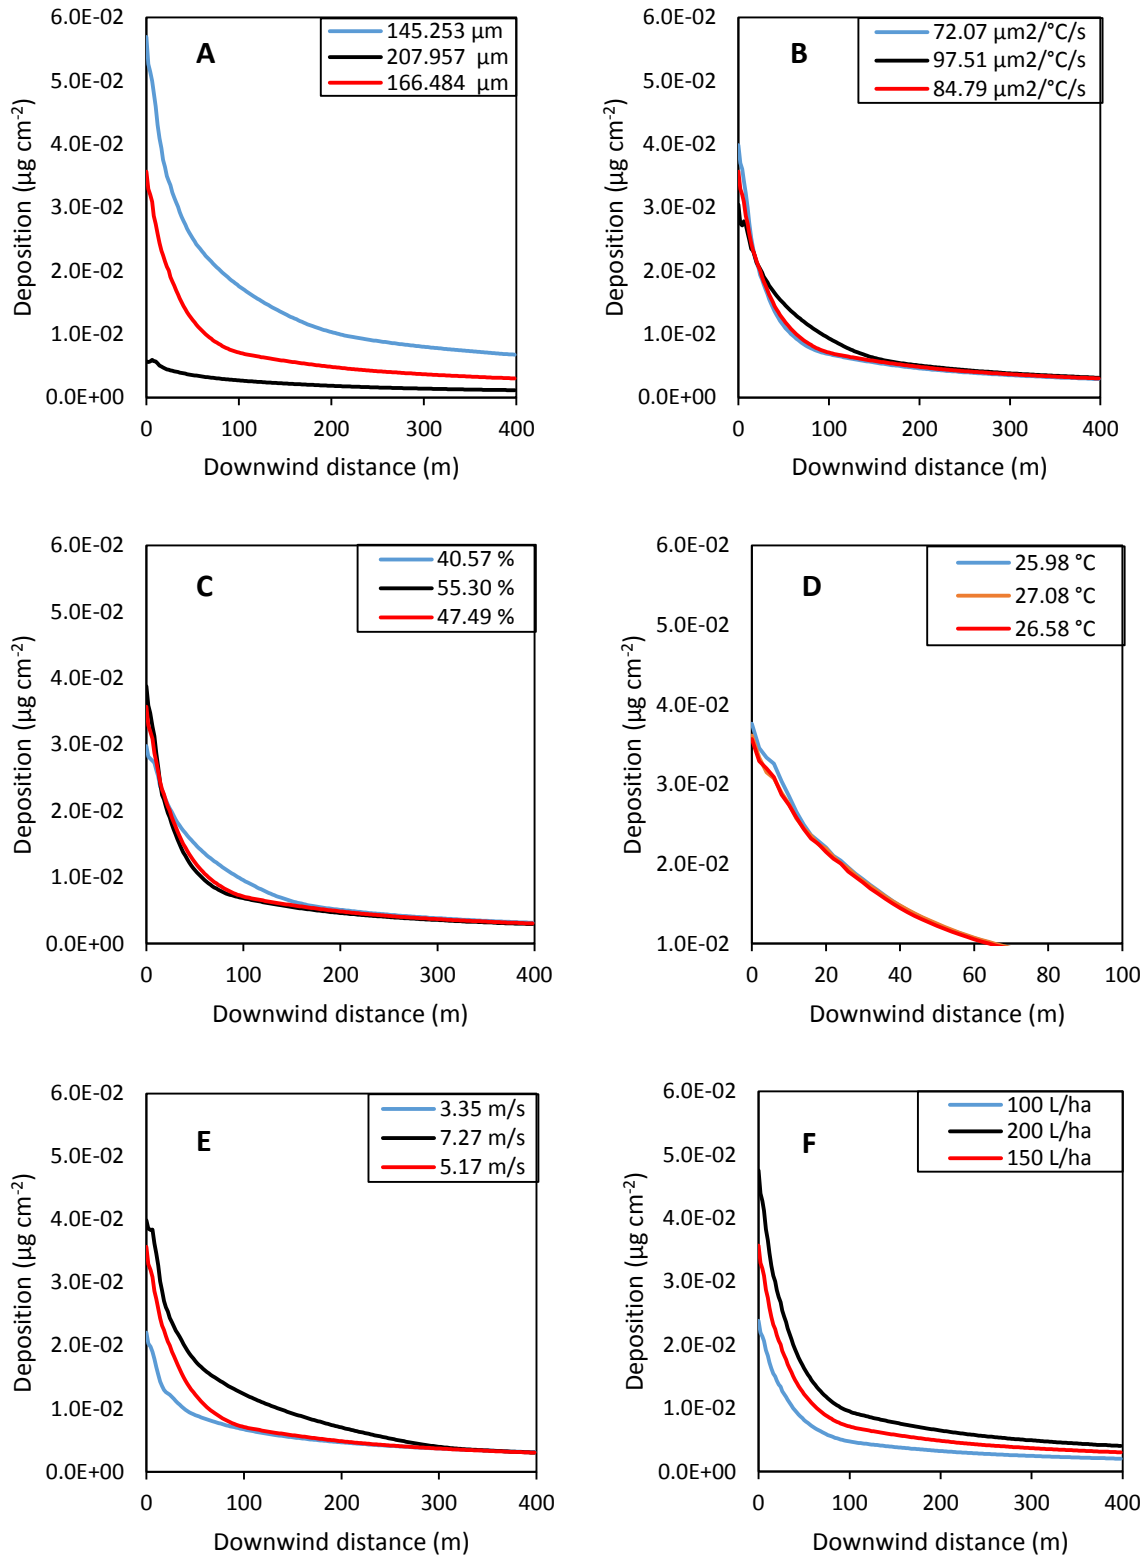 A
145.253 µm
207.957 µm
166.484 µm
6.0E-02
5.0E-02
4.0E-02
3.0E-02
2.0E-02
1.0E-02
0.0E+00
Deposition (µg cm-2)
0 100 200 300 400
Downwind distance (m)
B
72.07 µm2/°C/s
97.51 µm2/°C/s
84.79 µm2/°C/s
6.0E-02
5.0E-02
4.0E-02
3.0E-02
2.0E-02
1.0E-02
0.0E+00
Deposition (µg cm-2)
0 100 200 300 400
Downwind distance (m)
C
40.57 %
55.30 %
47.49 %
6.0E-02
5.0E-02
4.0E-02
3.0E-02
2.0E-02
1.0E-02
0.0E+00
Deposition (µg cm-2)
0 100 200 300 400
Downwind distance (m)
D
25.98 °C
27.08 °C
26.58 °C
6.0E-02
5.0E-02
4.0E-02
3.0E-02
2.0E-02
1.0E-02
Deposition (µg cm-2)
0 20 40 60 80 100
Downwind distance (m)
E
3.35 m/s
7.27 m/s
5.17 m/s
6.0E-02
5.0E-02
4.0E-02
3.0E-02
2.0E-02
1.0E-02
0.0E+00
Deposition (µg cm-2)
0 100 200 300 400
Downwind distance (m)
F
100 L/ha
200 L/ha
150 L/ha
6.0E-02
5.0E-02
4.0E-02
3.0E-02
2.0E-02
1.0E-02
0.0E+00
Deposition (µg cm-2)
0 100 200 300 400
Downwind distance (m)